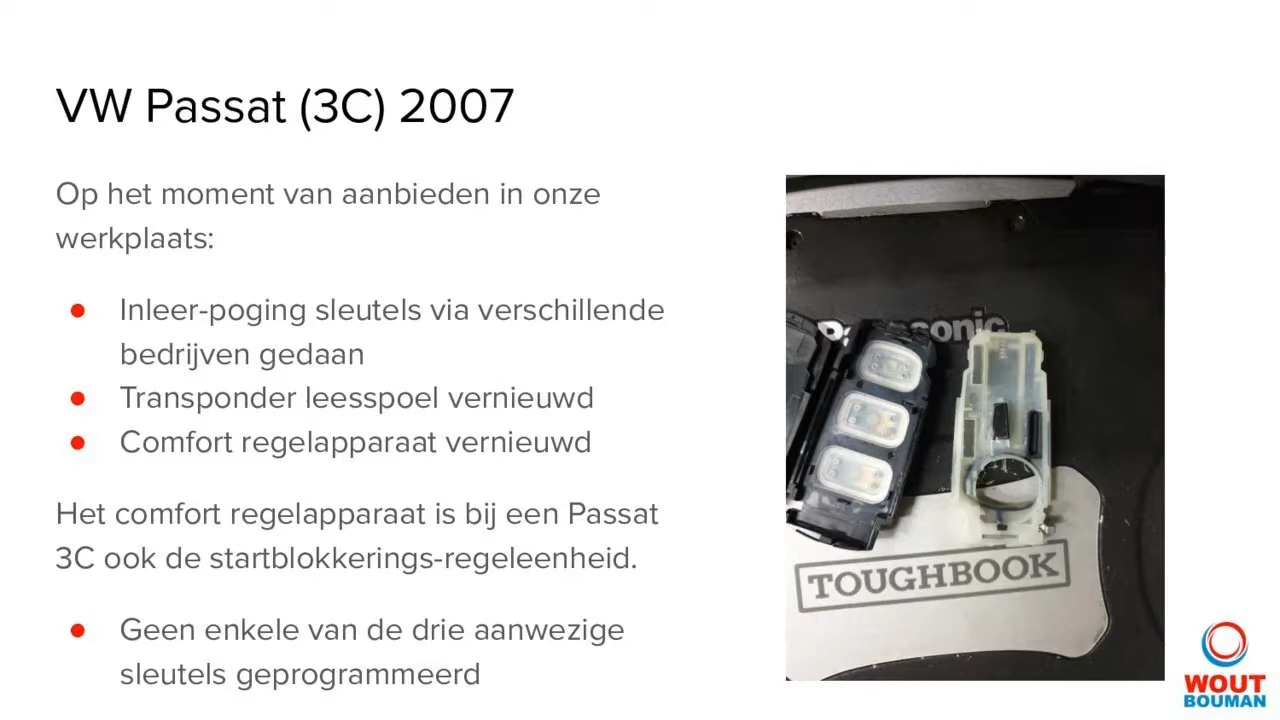 VW Passat (3C) 2007
Op het moment van aanbieden in onze
werkplaats:
● Inleer-poging sleutels via verschillende
bedrijven gedaan
● Transponder leesspoel vernieuwd
● Comfort regelapparaat vernieuwd
Het comfort regelapparaat is bij een Passat
3C ook de startblokkerings-regeleenheid.
● Geen enkele van de drie aanwezige
sleutels geprogrammeerd
TOUGHBOOK
WOUT
BOUMAN